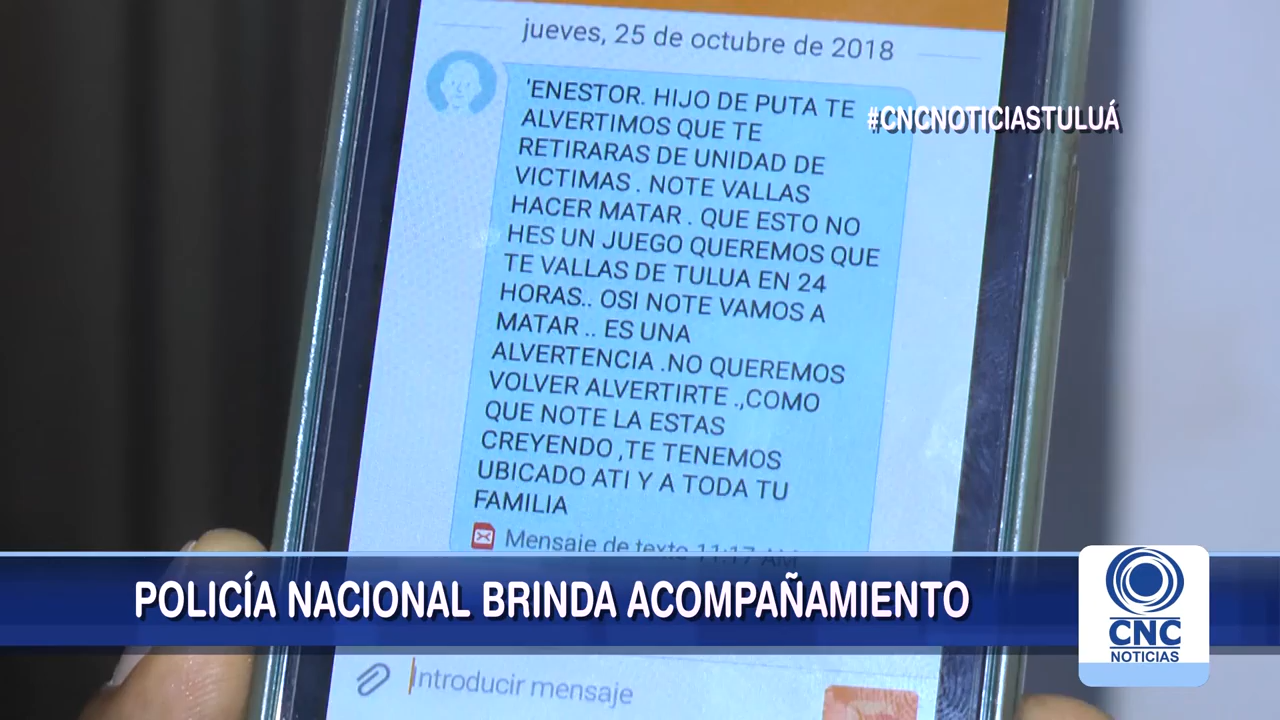 jueves, 25 de octubre de 2018
'ENESTOR. HIJO DE PUTA TE
ALVERTIMOS QUE TE
RETIRARAS DE UNIDAD DE
VICTIMAS . NOTE VALLAS
HACER MATAR . QUE ESTO NO
HES UN JUEGO QUEREMOS QUE
TE VALLAS DE TULUA EN 24
HORAS.. OSI NOTE VAMOS A
MATAR .. ES UNA
ALVERTENCIA .NO QUEREMOS
VOLVER ALVERTIRTE .,COMO
QUE NOTE LA ESTAS
CREYENDO ,TE TENEMOS
UBICADO ATI Y A TODA TU
FAMILIA
Mensaje de texto 11:17 AM
#CNCNOTICIASTULUÁ
POLICÍA NACIONAL BRINDA ACOMPAÑAMIENTO
CNC
NOTICIAS
Introducir mensaje